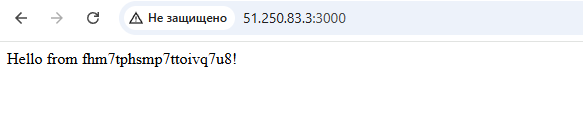 Не защищено 51.250.83.3:3000
Hello from fhm7tphsmp7ttoivq7u8!